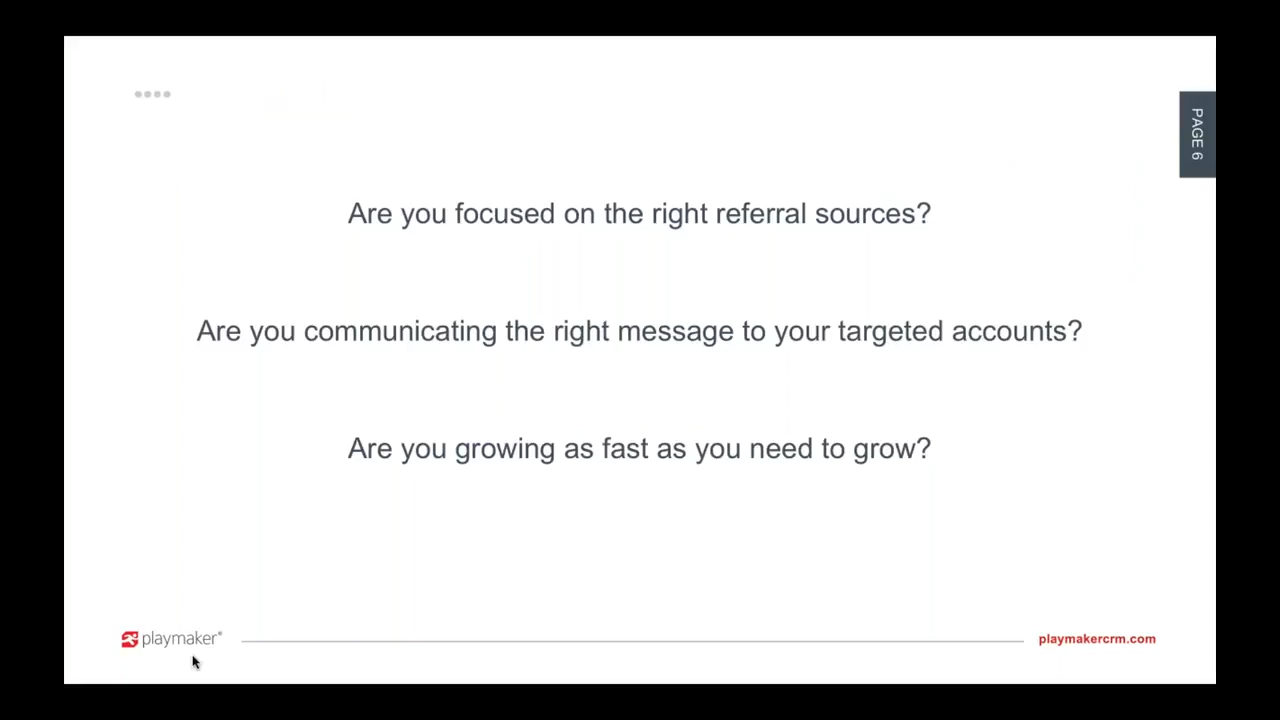 PAGE 6
Are you focused on the right referral sources?
Are you communicating the right message to your targeted accounts?
Are you growing as fast as you need to grow?
playmaker®
playmakercrm.com